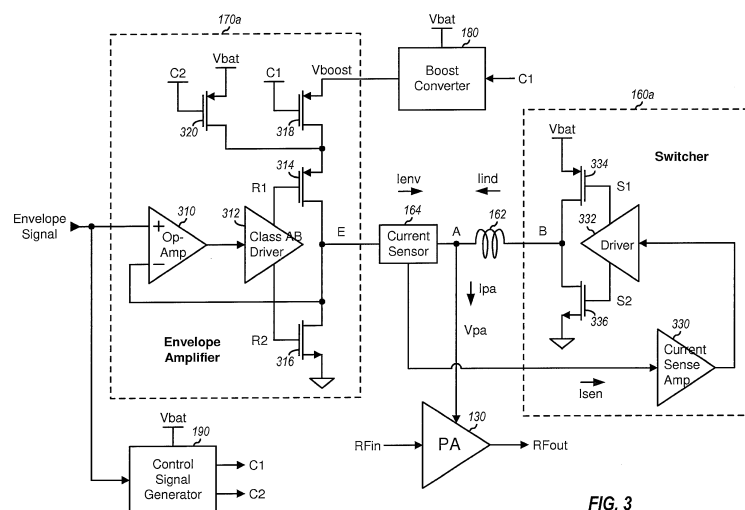 170a
Vbat
180
Boost
Converter
C1
C2
Vbat
C1
Vboost
320
318
160a
Switcher
Vbat
334
S1
332
Driver
B
S2
336
314
R1
Ienv
Iind
164
162
Current
Sensor
A
E
Envelope
Signal
310
Op-
Amp
312
Class AB
Driver
R2
316
Envelope
Amplifier
Ipa
Vpa
330
Current
Sense
Amp
Isen
Vbat
190
Control
Signal
Generator
C1
C2
130
RFin
PA
RFout
FIG. 3